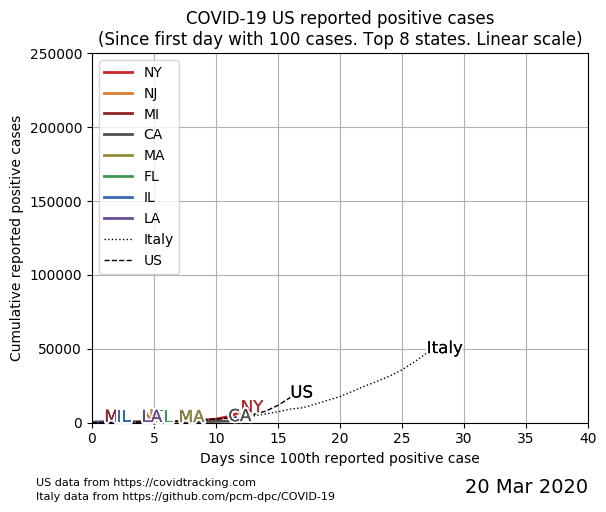 COVID-19 US reported positive cases
(Since first day with 100 cases. Top 8 states. Linear scale)
Cumulative reported positive cases
250000
200000
150000
100000
50000
0
NY
NJ
MI
CA
MA
FL
IL
LA
Italy
US
Italy
US
NY
CA
MA
LA
IL
0
5
10
15
20
25
30
35
40
Days since 100th reported positive case
US data from https://covidtracking.com
Italy data from https://github.com/pcm-dpc/COVID-19
20 Mar 2020